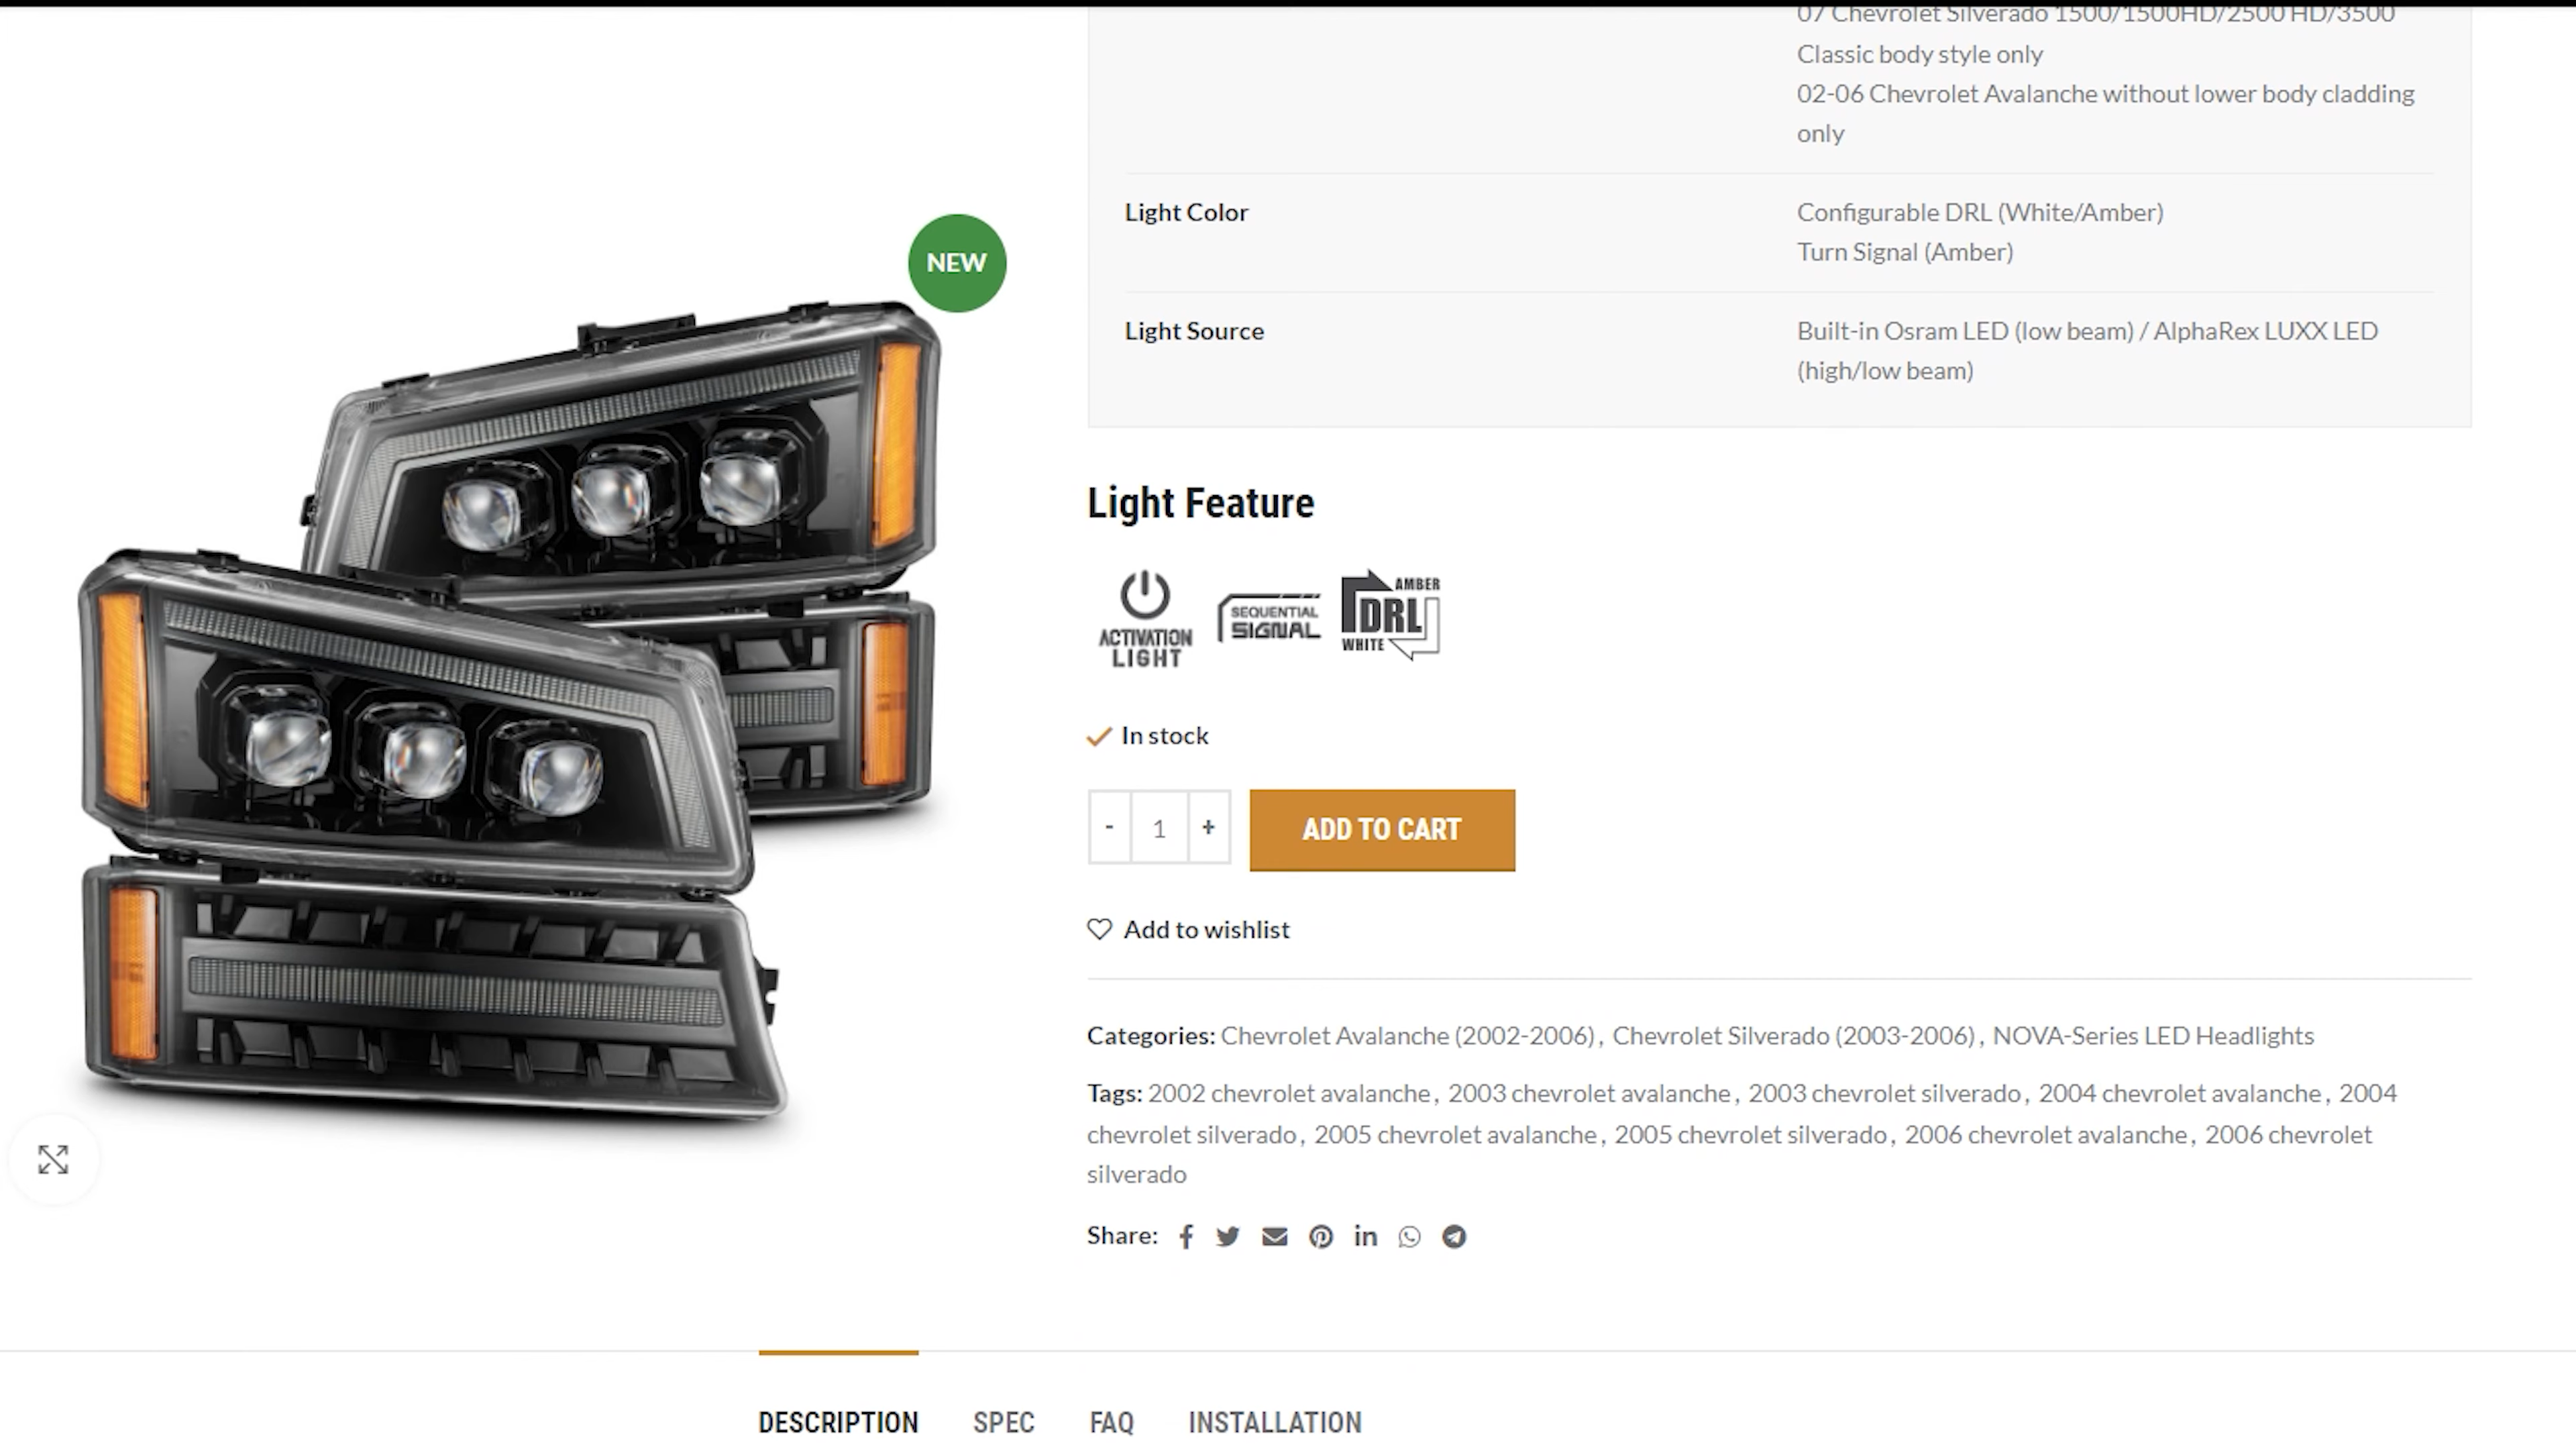 NEW
07 Chevrolet Silverado 1500/1500HD/2500 HD/3500
Classic body style only
02-06 Chevrolet Avalanche without lower body cladding
only
Light Color
Configurable DRL (White/Amber)
Turn Signal (Amber)
Light Source
Built-in Osram LED (low beam) / AlphaRex LUXX LED
(high/low beam)
Light Feature
ACTIVATION
LIGHT
SEQUENTIAL
SIGNAL
AMBER
DRL
WHITE
In stock
- 1 +
ADD TO CART
Add to wishlist
Categories: Chevrolet Avalanche (2002-2006), Chevrolet Silverado (2003-2006), NOVA-Series LED Headlights
Tags: 2002 chevrolet avalanche, 2003 chevrolet avalanche, 2003 chevrolet silverado, 2004 chevrolet avalanche, 2004
chevrolet silverado, 2005 chevrolet avalanche, 2005 chevrolet silverado, 2006 chevrolet avalanche, 2006 chevrolet
silverado
Share:
DESCRIPTION SPEC FAQ INSTALLATION